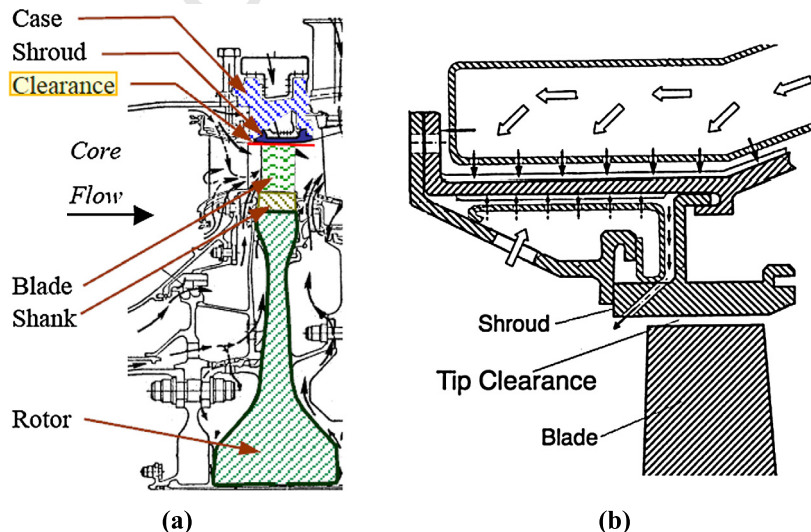 Case
Shroud
Clearance
Core
Flow
Blade
Shank
Rotor
(a)
Shroud
Tip Clearance
Blade
(b)